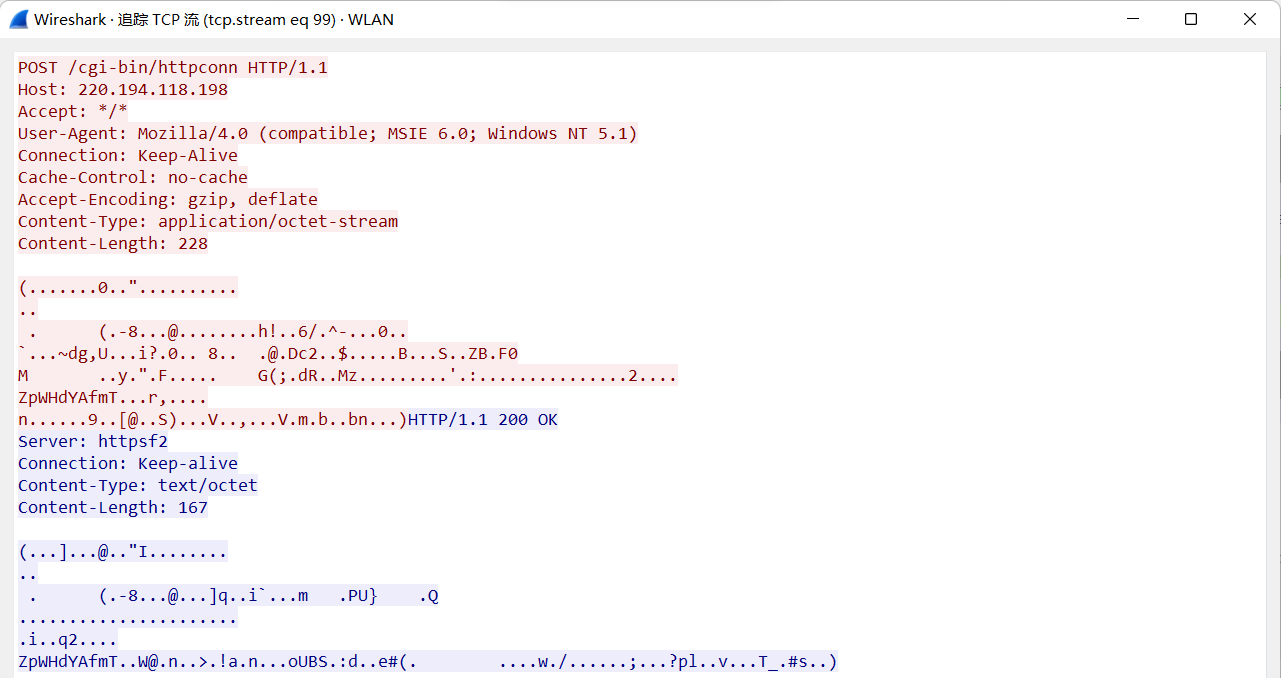 Wireshark · 追踪 TCP 流 (tcp.stream eq 99) · WLAN
POST /cgi-bin/httpconn HTTP/1.1
Host: 220.194.118.198
Accept: */*
User-Agent: Mozilla/4.0 (compatible; MSIE 6.0; Windows NT 5.1)
Connection: Keep-Alive
Cache-Control: no-cache
Accept-Encoding: gzip, deflate
Content-Type: application/octet-stream
Content-Length: 228
(.......0.."..........
..
 .      (.-8...@........h!..6/.^-...0..
`...~dg,U...i?.0.. 8..  .@.Dc2..$.....B...S..ZB.F0
M       ..y.".F.....    G(;.dR..Mz.........'.:...............2....
ZpWHdYAfmT...r,....
n......9..[@..S)...V..,...V.m.b..bn...)HTTP/1.1 200 OK
Server: httpsf2
Connection: Keep-alive
Content-Type: text/octet
Content-Length: 167
(...]...@.."I........
..
 .      (.-8...@...]q..i`...m   .PU}    .Q
......................
.i..q2....
ZpWHdYAfmT..W@.n..>.!a.n...oUBS.:d..e#(.        ....w./......;...?pl..v...T_.#s..)